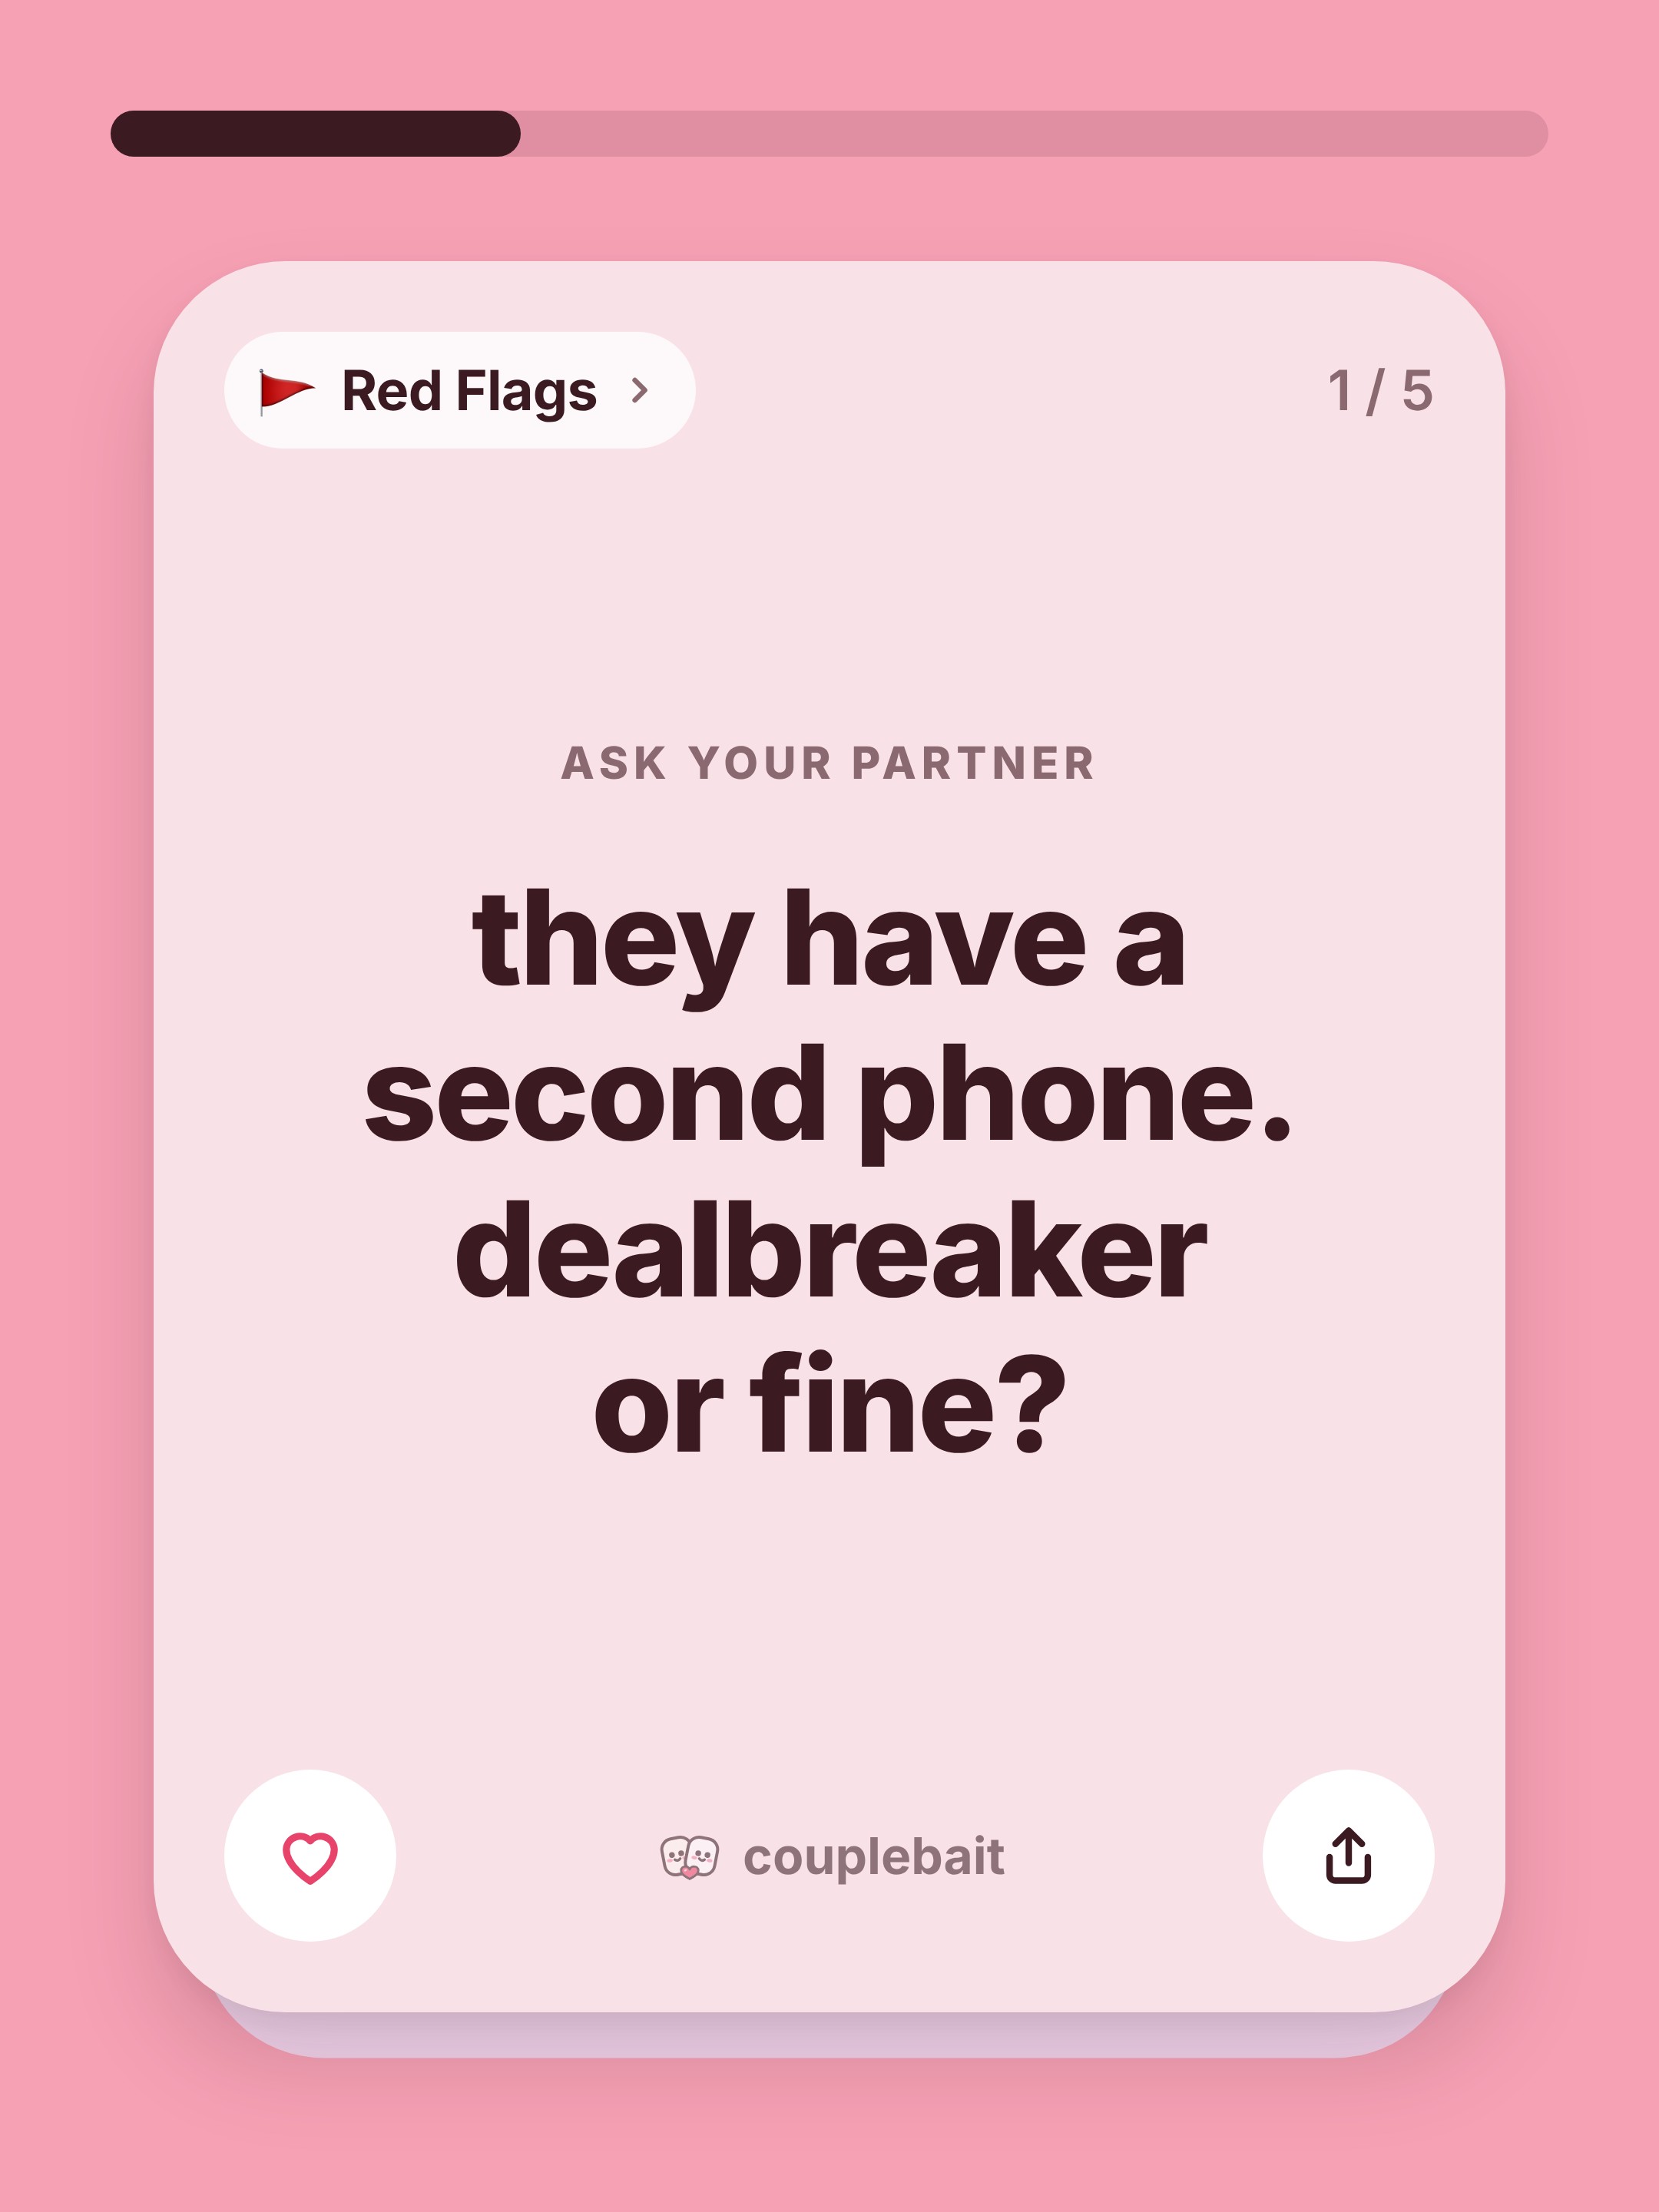 Red Flags
1 / 5
ASK YOUR PARTNER
they have a
second phone.
dealbreaker
or fine?
couplebait